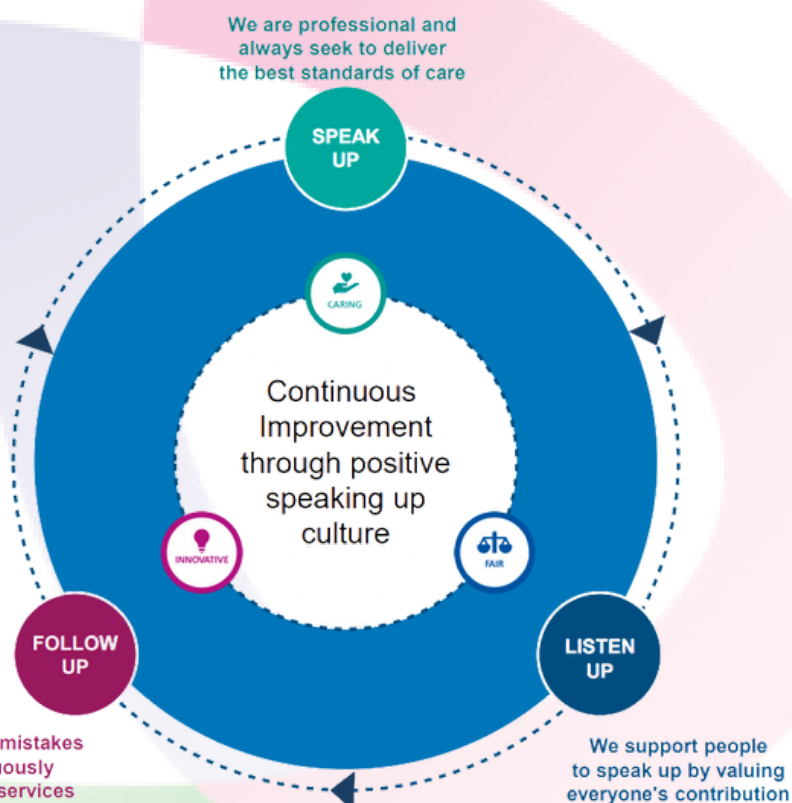 We are professional and
always seek to deliver
the best standards of care
SPEAK
UP
CARING
Continuous
Improvement
through positive
speaking up
culture
INNOVATIVE
FAIR
FOLLOW
UP
LISTEN
UP
mistakes
services
We support people
to speak up by valuing
everyone's contribution